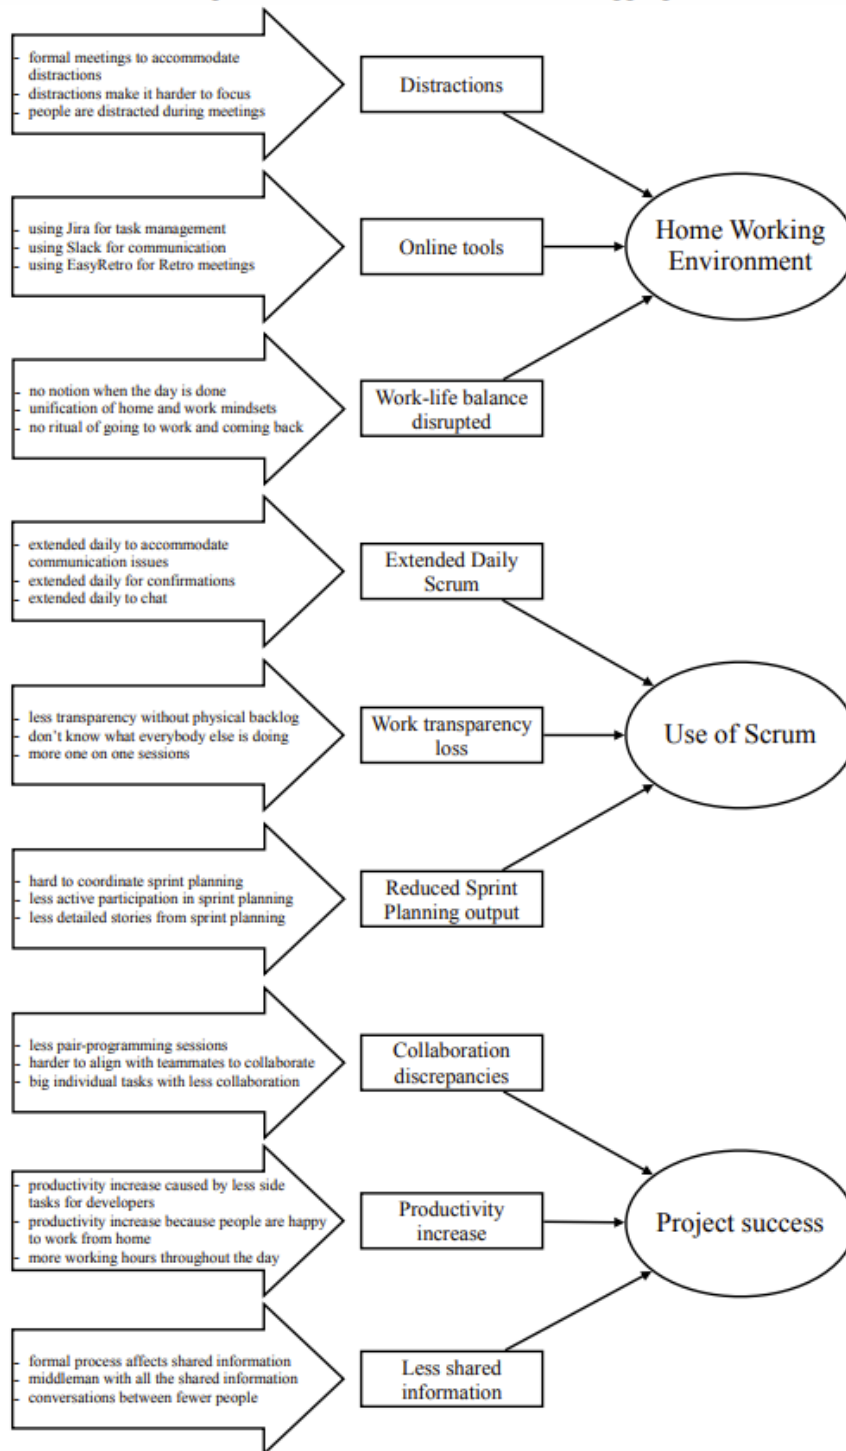 - formal meetings to accommodate
distractions
- distractions make it harder to focus
- people are distracted during meetings
Distractions
- using Jira for task management
- using Slack for communication
- using EasyRetro for Retro meetings
Online tools
Home Working
Environment
- no notion when the day is done
- unification of home and work mindsets
- no ritual of going to work and coming back
Work-life balance
disrupted
- extended daily to accommodate
communication issues
- extended daily for confirmations
- extended daily to chat
Extended Daily
Scrum
- less transparency without physical backlog
- don't know what everybody else is doing
- more one on one sessions
Work transparency
loss
Use of Scrum
- hard to coordinate sprint planning
- less active participation in sprint planning
- less detailed stories from sprint planning
Reduced Sprint
Planning output
- less pair-programming sessions
- harder to align with teammates to collaborate
- big individual tasks with less collaboration
Collaboration
discrepancies
- productivity increase caused by less side
tasks for developers
- productivity increase because people are happy
to work from home
- more working hours throughout the day
Productivity
increase
Project success
- formal process affects shared information
- middleman with all the shared information
- conversations between fewer people
Less shared
information